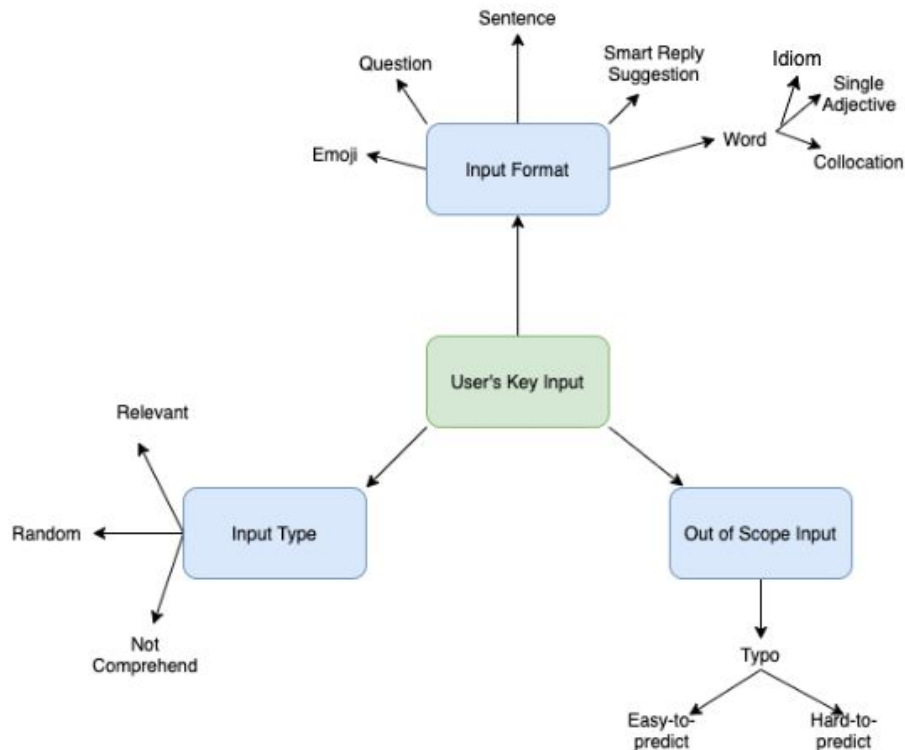 Sentence
Question
Smart Reply
Suggestion
Idiom
Single
Adjective
Emoji
Input Format
Word
Collocation
User's Key Input
Relevant
Random
Input Type
Out of Scope Input
Not
Comprehend
Typo
Easy-to-
predict
Hard-to-
predict